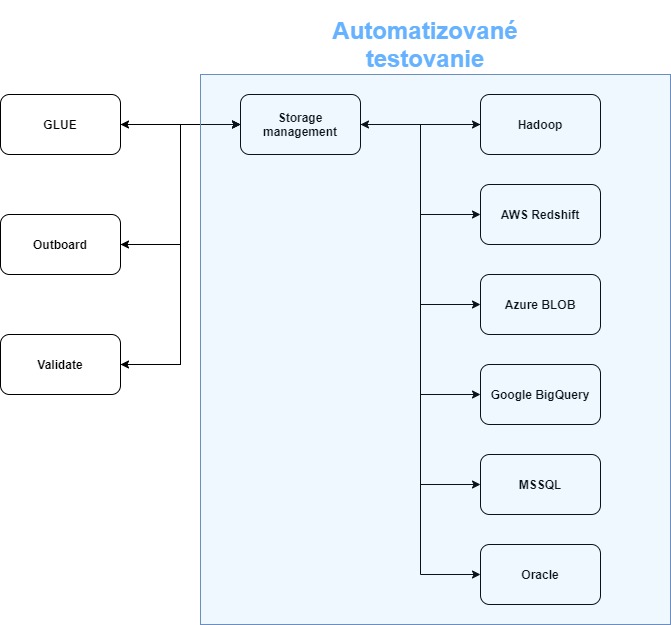 Automatizované
testovanie
GLUE
Storage
management
Hadoop
AWS Redshift
Outboard
Azure BLOB
Validate
Google BigQuery
MSSQL
Oracle